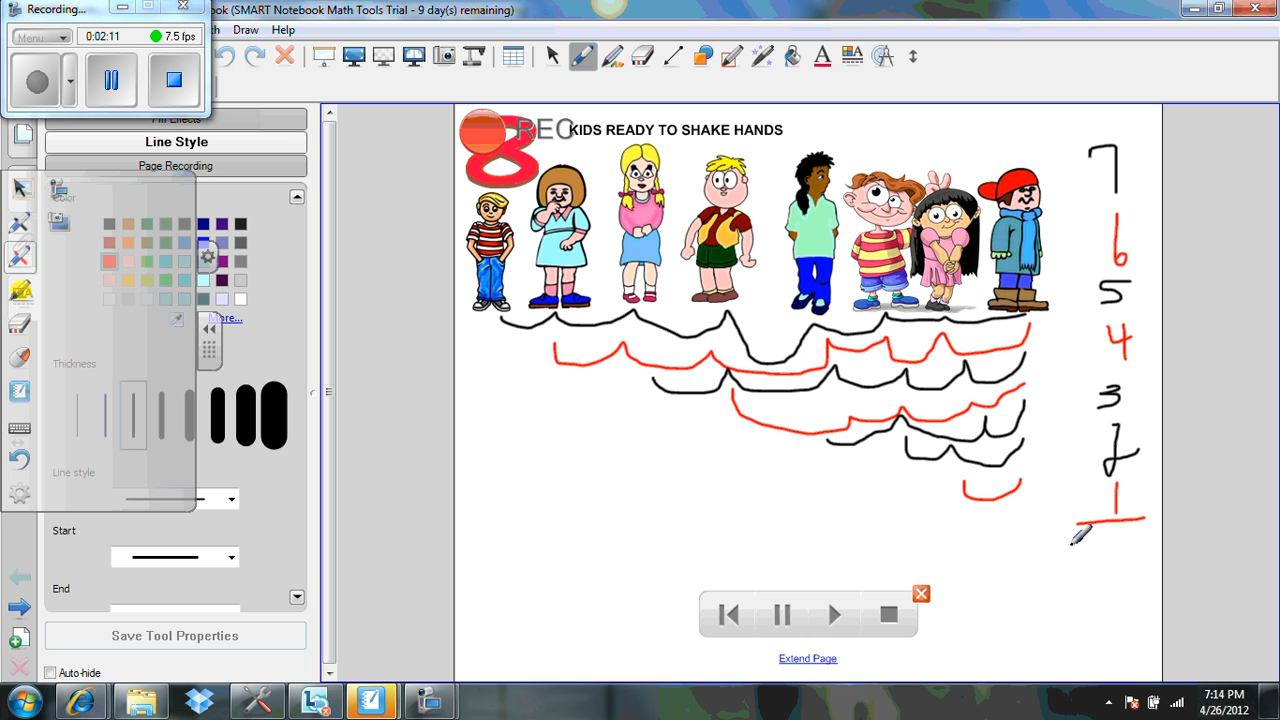 Recording...
ook (SMART Notebook Math Tools Trial - 9 day(s) remaining)
Menu
0:02:11
7.5 fps
th Draw Help
Fill Effects
Line Style
Page Recording
Color
More...
Thickness
Line style
Start
End
Save Tool Properties
Auto-hide
8 REC KIDS READY TO SHAKE HANDS
7
6
5
4
3
2
1
Extend Page
7:14 PM
4/26/2012